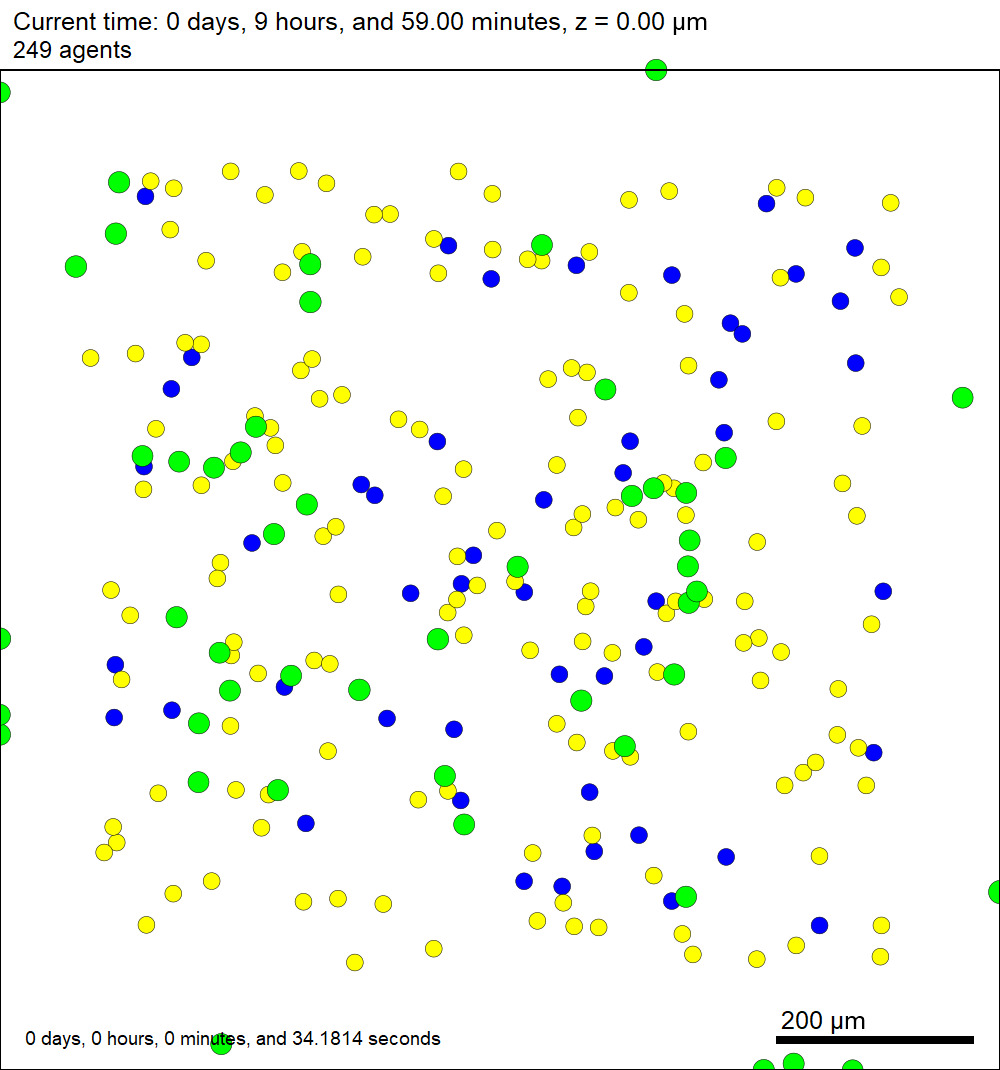 Current time: 0 days, 9 hours, and 59.00 minutes, z = 0.00 µm
249 agents
200 µm
0 days, 0 hours, 0 minutes, and 34.1814 seconds